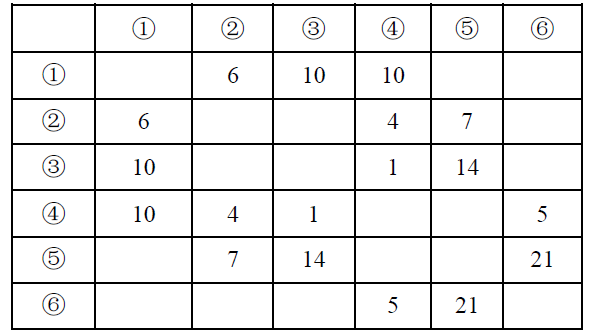 ① ② ③ ④ ⑤ ⑥
① 6 10 10
② 6 4 7
③ 10 1 14
④ 10 4 1 5
⑤ 7 14 21
⑥ 5 21